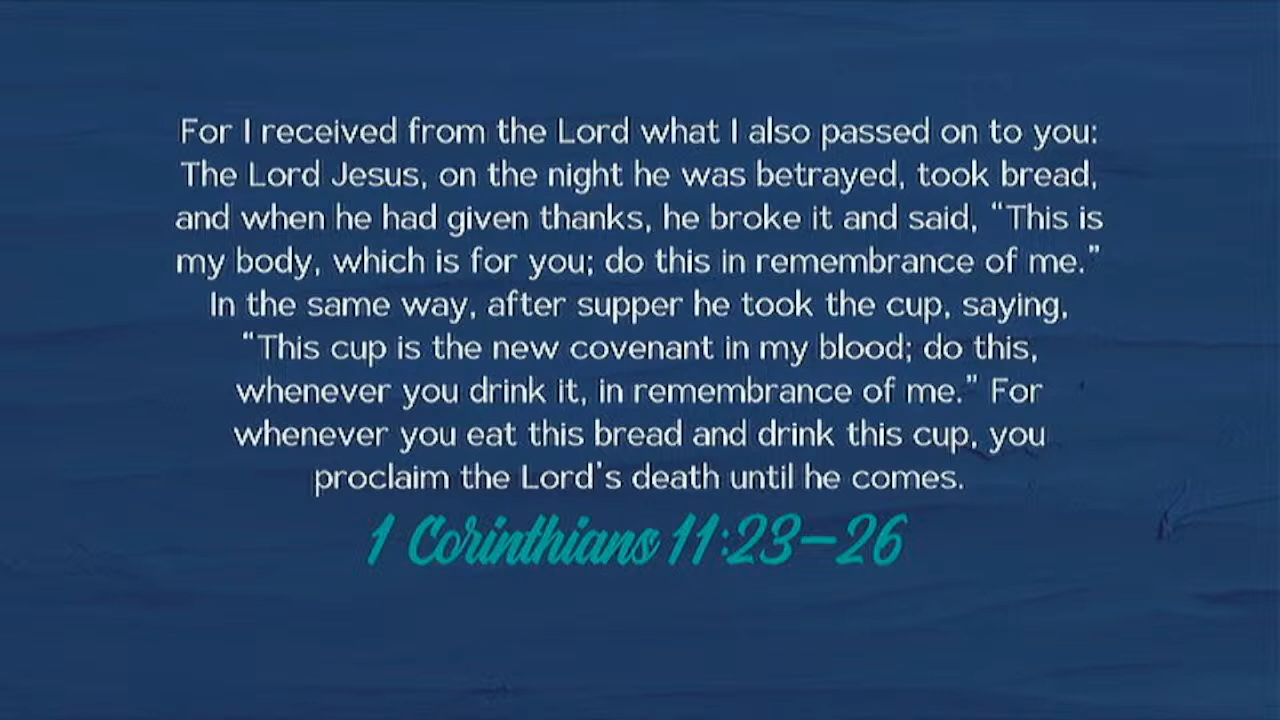 For I received from the Lord what I also passed on to you:
The Lord Jesus, on the night he was betrayed, took bread,
and when he had given thanks, he broke it and said, “This is
my body, which is for you; do this in remembrance of me.”
In the same way, after supper he took the cup, saying,
“This cup is the new covenant in my blood; do this,
whenever you drink it, in remembrance of me.” For
whenever you eat this bread and drink this cup, you
proclaim the Lord's death until he comes.
1 Corinthians 11:23–26